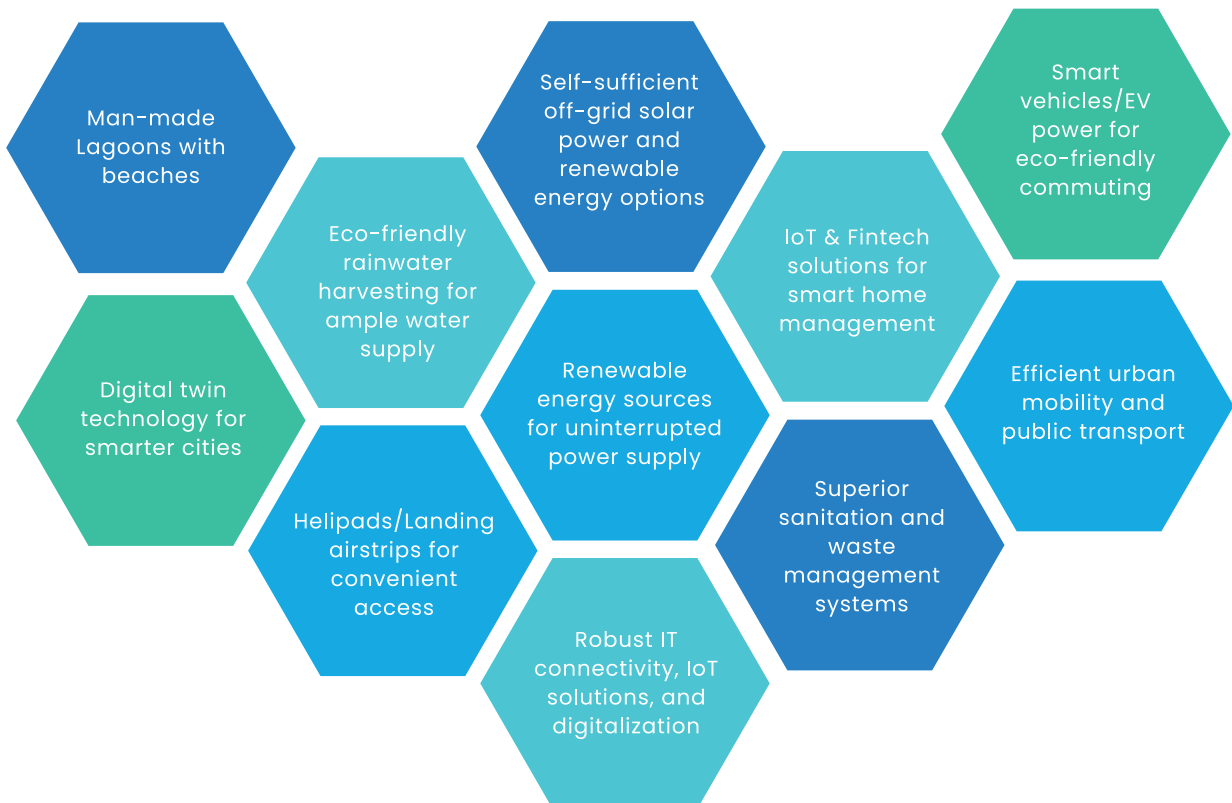 Man-made
Lagoons with
beaches
Self-sufficient
off-grid solar
power and
renewable
energy options
Smart
vehicles/EV
power for
eco-friendly
commuting
Eco-friendly
rainwater
harvesting for
ample water
supply
IoT & Fintech
solutions for
smart home
management
Digital twin
technology for
smarter cities
Renewable
energy sources
for uninterrupted
power supply
Efficient urban
mobility and
public transport
Helipads/Landing
airstrips for
convenient
access
Superior
sanitation and
waste
management
systems
Robust IT
connectivity, IoT
solutions, and
digitalization